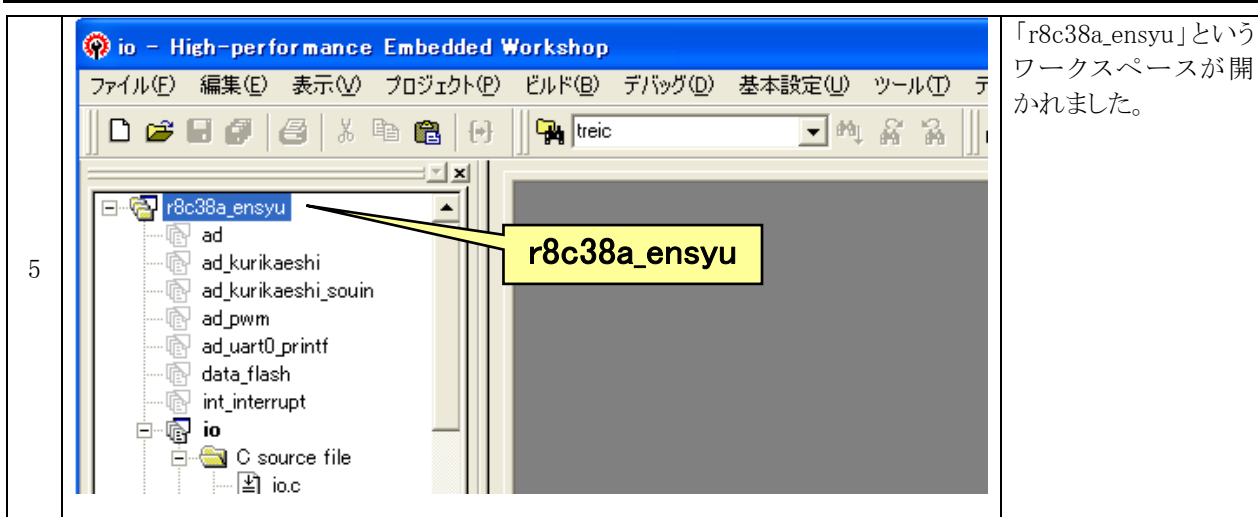 5
io - High-performance Embedded Workshop
ファイル(F) 編集(E) 表示(V) プロジェクト(P) ビルド(B) デバッグ(D) 基本設定(U) ツール(T) テ
treic
r8c38a_ensyu
ad
ad_kurikaeshi
ad_kurikaeshi_souin
ad_pwm
ad_uart0_printf
data_flash
int_interrupt
io
C source file
io.c
r8c38a_ensyu
「r8c38a_ensyu」という
ワークスペースが開
かれました。